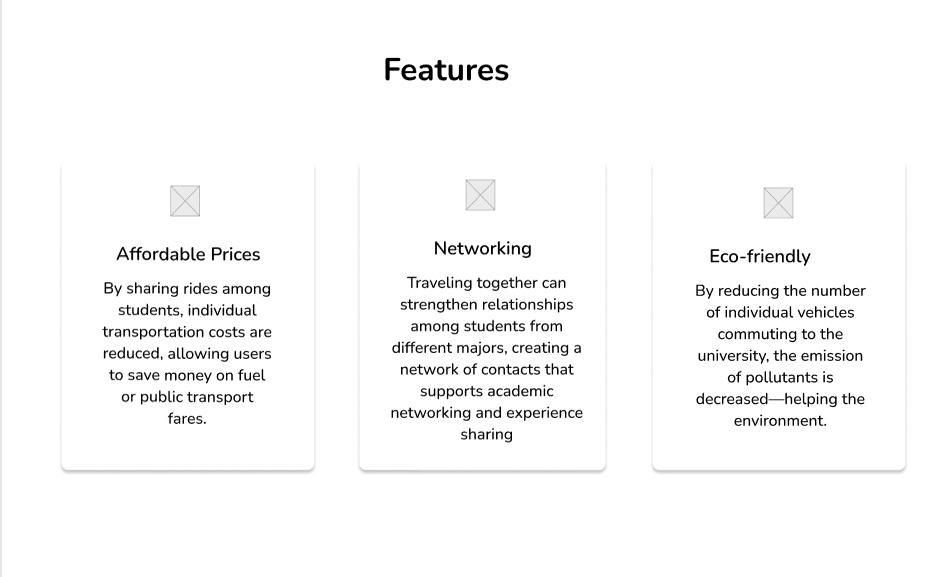 Features
Affordable Prices
By sharing rides among
students, individual
transportation costs are
reduced, allowing users
to save money on fuel
or public transport
fares.
Networking
Traveling together can
strengthen relationships
among students from
different majors, creating a
network of contacts that
supports academic
networking and experience
sharing
Eco-friendly
By reducing the number
of individual vehicles
commuting to the
university, the emission
of pollutants is
decreased—helping the
environment.